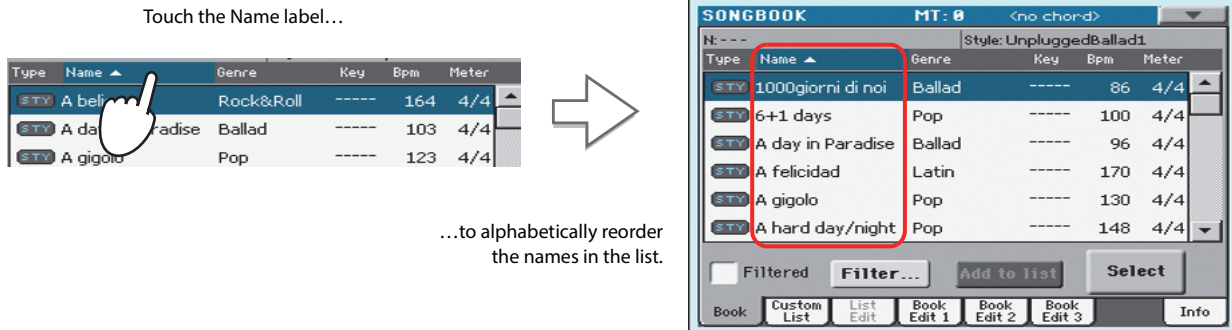 Touch the Name label…
Type Name ▲ Genre Key Bpm Meter
STY A beli Rock&Roll ----- 164 4/4
STY A da radise Ballad ----- 103 4/4
STY A gigolo Pop ----- 123 4/4
…to alphabetically reorder
the names in the list.
SONGBOOK MT: 0 <no chord>
N: --- Style: UnpluggedBallad1
Type Name ▲ Genre Key Bpm Meter
STY 1000giorni di noi Ballad ----- 86 4/4
STY 6+1 days Pop ----- 100 4/4
STY A day in Paradise Ballad ----- 96 4/4
STY A felicidad Latin ----- 170 4/4
STY A gigolo Pop ----- 130 4/4
STY A hard day/night Pop ----- 148 4/4
Filtered Filter... Add to list Select
Book Custom List List Edit Book Edit 1 Book Edit 2 Book Edit 3 Info